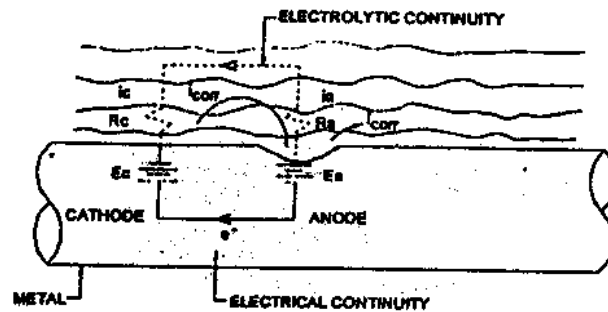 ELECTROLYTIC CONTINUITY
ic
Icorr
ia
Rc
Ra
Icorr
Ec
Ea
CATHODE
ANODE
e-
METAL
ELECTRICAL CONTINUITY